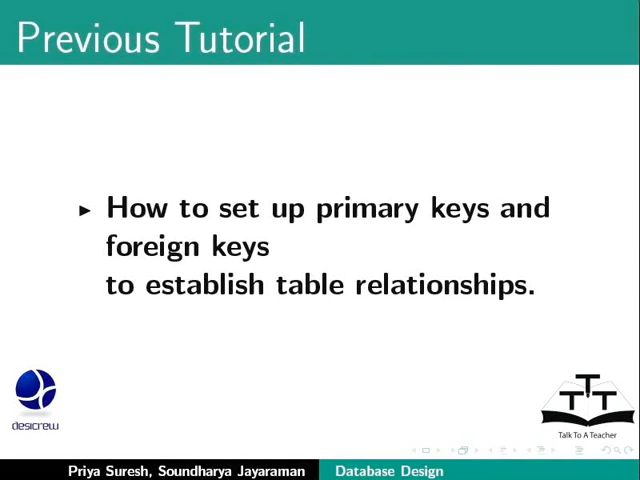 Previous Tutorial
How to set up primary keys and
foreign keys
to establish table relationships.
desicrew
T T T
Talk To A Teacher
Priya Suresh, Soundharya Jayaraman Database Design